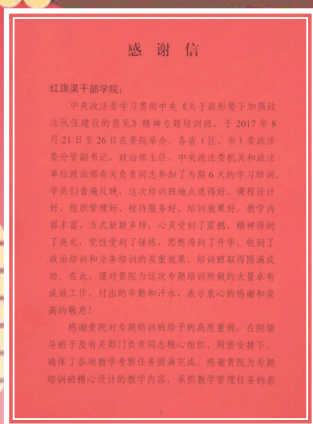 感谢信
红旗渠干部学院:
中央政法委学习贯彻中央《关于新形势下加强政
法队伍建设的意见》精神专题培训班,于 2017 年 8
月 21 日至 26 日在贵院举办。各省(区、市)委政法
委分管副书记、政治部主任、中央政法委机关和政法
单位政治部有关负责同志参加了为期 6 天的学习培训。
学员们普遍反映,这次培训班地点选得好,课程设计
好,组织管理好,接待服务好,培训效果好,教学内
容丰富、方式新颖多样,心灵受到了震撼,精神得到
了洗礼,党性受到了锤炼,思想得到了升华,收到了
政治培训和业务培训的双重效果,培训班取得圆满成
功。在此,谨对贵院为这次专题培训所做的大量卓有
成效工作,付出的辛勤和汗水,表示衷心的感谢和崇
高的敬意!
感谢贵院对专题培训班给予的高度重视,在院领
导班子及有关部门负责同志精心组织、周密安排下,
确保了各项教学考察任务圆满完成。感谢贵院为专题
培训班精心设计的教学内容,承担教学管理任务的老